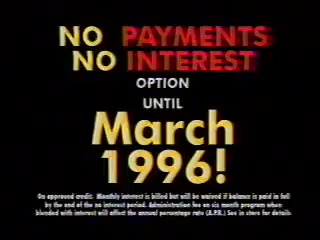 NO PAYMENTS
NO INTEREST
OPTION
UNTIL
March
1996!
On approved credit. Monthly interest is billed but will be waived if balance is paid in full
by the end of the no interest period. Administration fee on six month program when
blended with interest will affect the annual percentage rate (A.P.R.) See in store for details